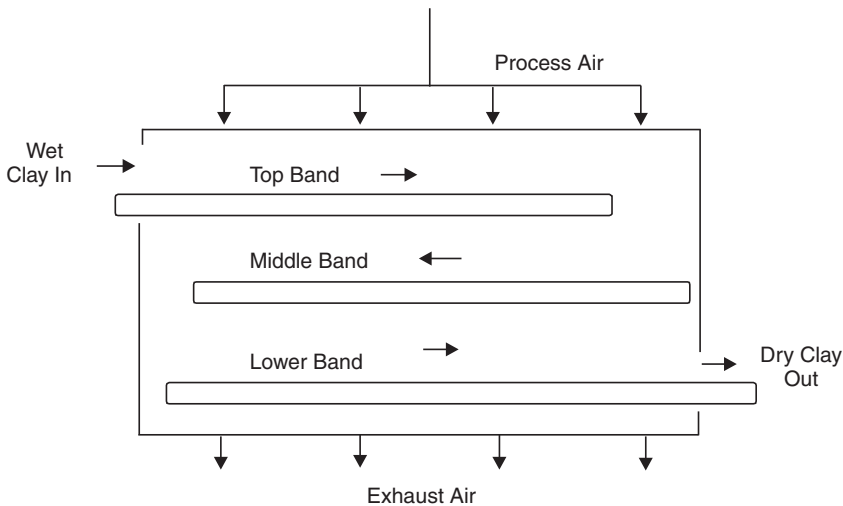 Process Air
Wet
Clay In
Top Band
Middle Band
Lower Band
Dry Clay
Out
Exhaust Air